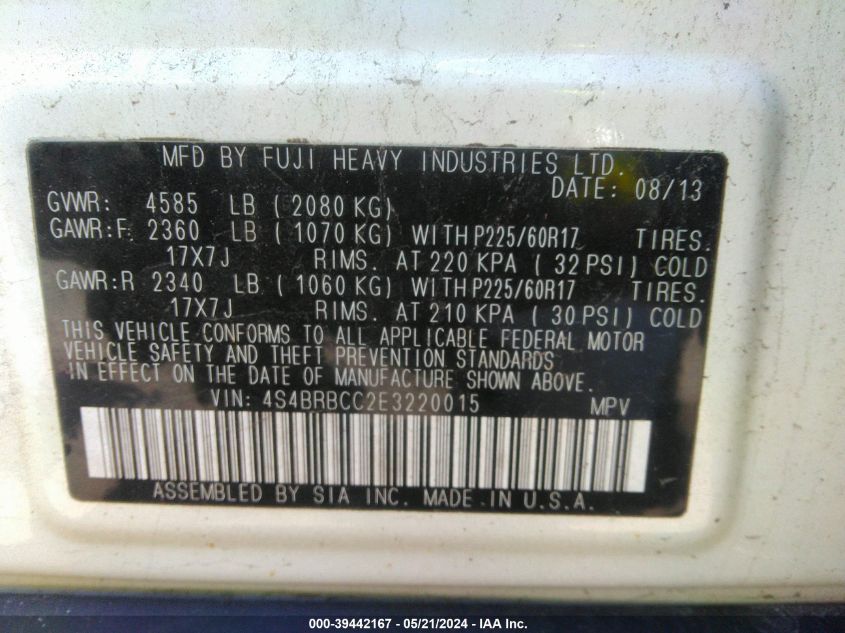 MFD BY FUJI HEAVY INDUSTRIES LTD.
DATE: 08/13
GVWR: 4585 LB ( 2080 KG)
GAWR:F 2360 LB ( 1070 KG) WITH P225/60R17 TIRES.
17X7J RIMS. AT 220 KPA ( 32 PSI) COLD
GAWR:R 2340 LB ( 1060 KG) WITH P225/60R17 TIRES.
17X7J RIMS. AT 210 KPA ( 30 PSI) COLD
THIS VEHICLE CONFORMS TO ALL APPLICABLE FEDERAL MOTOR
VEHICLE SAFETY AND THEFT PREVENTION STANDARDS
IN EFFECT ON THE DATE OF MANUFACTURE SHOWN ABOVE.
VIN: 4S4BRBCC2E3220015 MPV
ASSEMBLED BY SIA INC. MADE IN U.S.A.
000-39442167 - 05/21/2024 - IAA Inc.